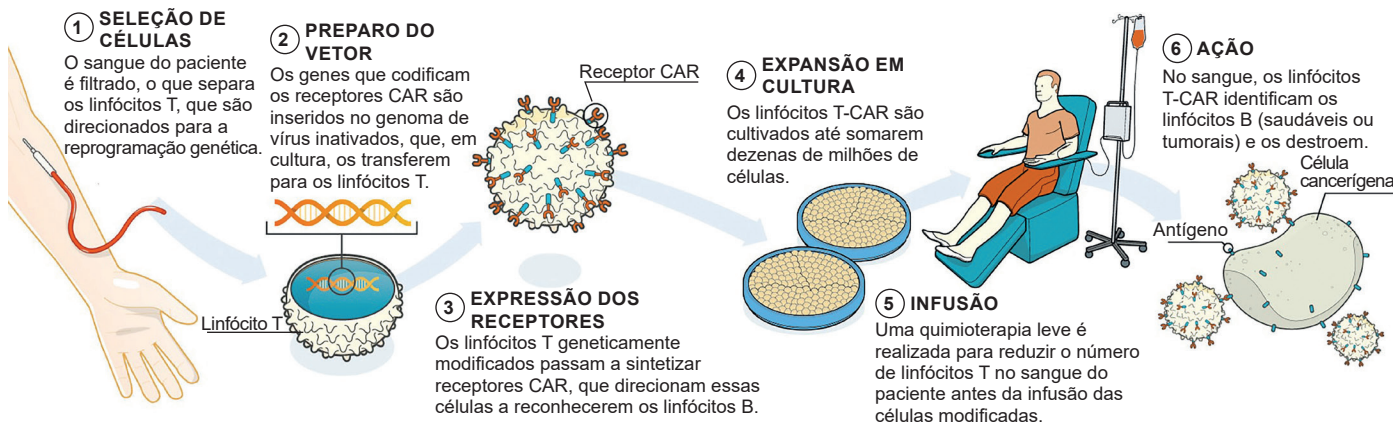 1 SELEÇÃO DE
CÉLULAS
O sangue do paciente
é filtrado, o que separa
os linfócitos T, que são
direcionados para a
reprogramação genética.
2 PREPARO DO
VETOR
Os genes que codificam
os receptores CAR são
inseridos no genoma de
vírus inativados, que, em
cultura, os transferem
para os linfócitos T.
Linfócito T
Receptor CAR
3 EXPRESSÃO DOS
RECEPTORES
Os linfócitos T geneticamente
modificados passam a sintetizar
receptores CAR, que direcionam essas
células a reconhecerem os linfócitos B.
4 EXPANSÃO EM
CULTURA
Os linfócitos T-CAR são
cultivados até somarem
dezenas de milhões de
células.
5 INFUSÃO
Uma quimioterapia leve é
realizada para reduzir o número
de linfócitos T no sangue do
paciente antes da infusão das
células modificadas.
6 AÇÃO
No sangue, os linfócitos
T-CAR identificam os
linfócitos B (saudáveis ou
tumorais) e os destroem.
Célula
cancerígena
Antígeno